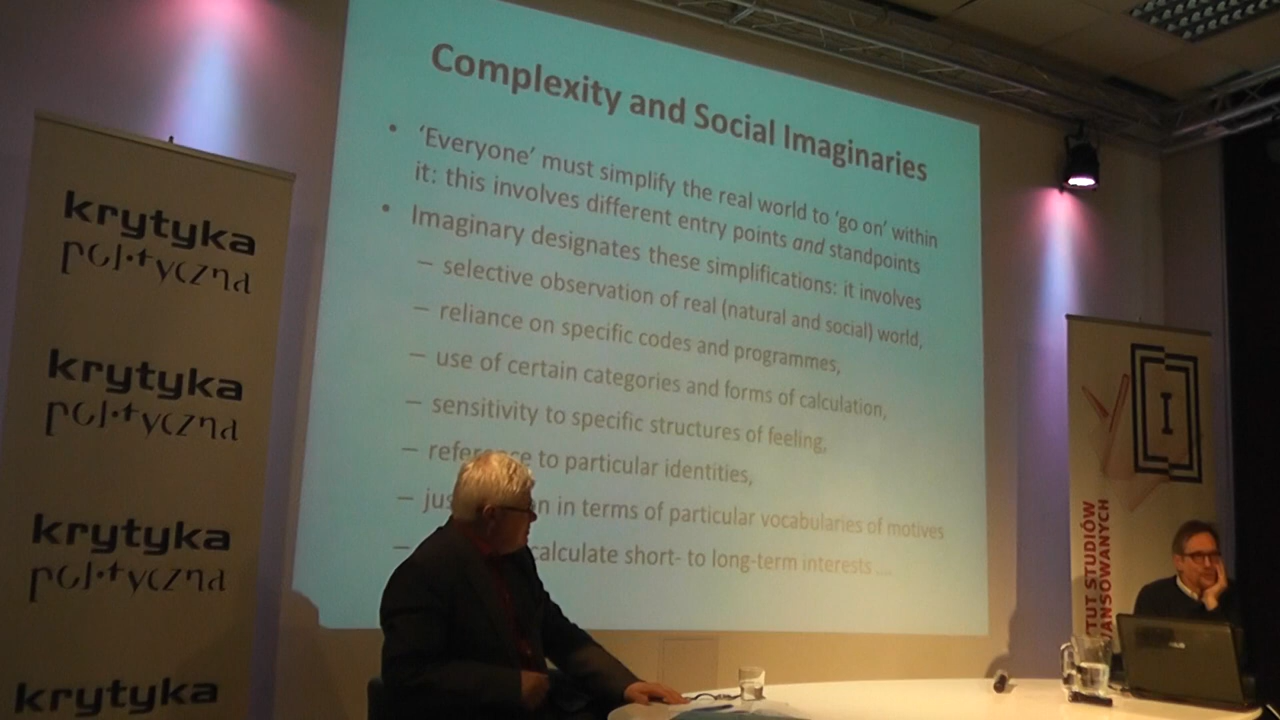 Complexity and Social Imaginaries
• 'Everyone' must simplify the real world to 'go on' within
it: this involves different entry points and standpoints
• Imaginary designates these simplifications: it involves
– selective observation of real (natural and social) world,
– reliance on specific codes and programmes,
– use of certain categories and forms of calculation,
– sensitivity to specific structures of feeling,
– to particular identities,
– in terms of particular vocabularies of motives
– calculate short- to long-term interests ....
krytyka
polityczna
krytyka
polityczna
krytyka
polityczna
krytyka
I
STUDIÓW